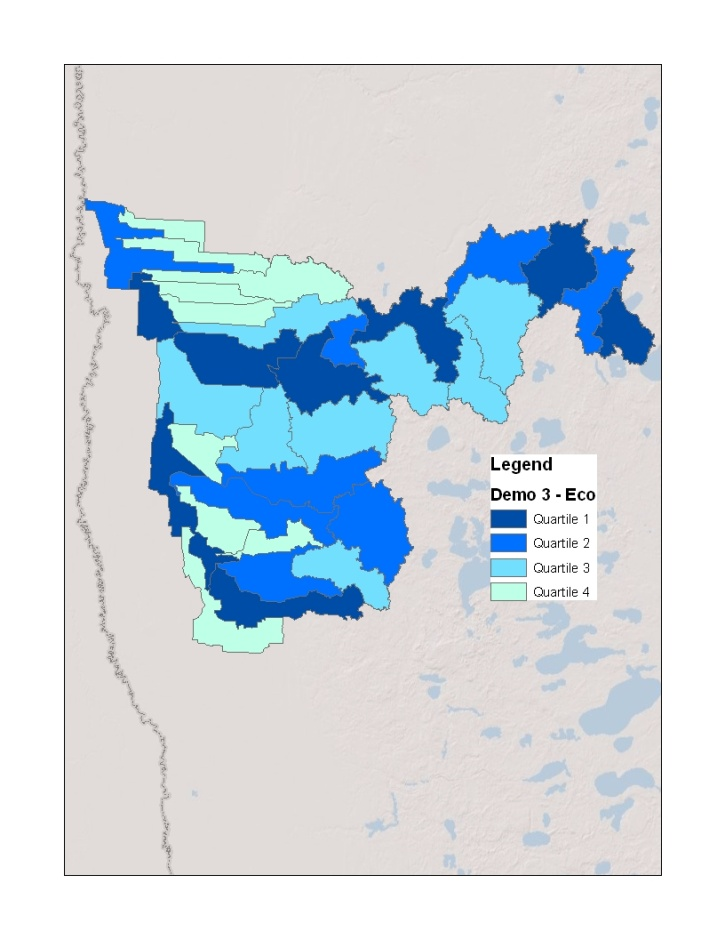 Legend
Demo 3 - Eco
Quartile 1
Quartile 2
Quartile 3
Quartile 4